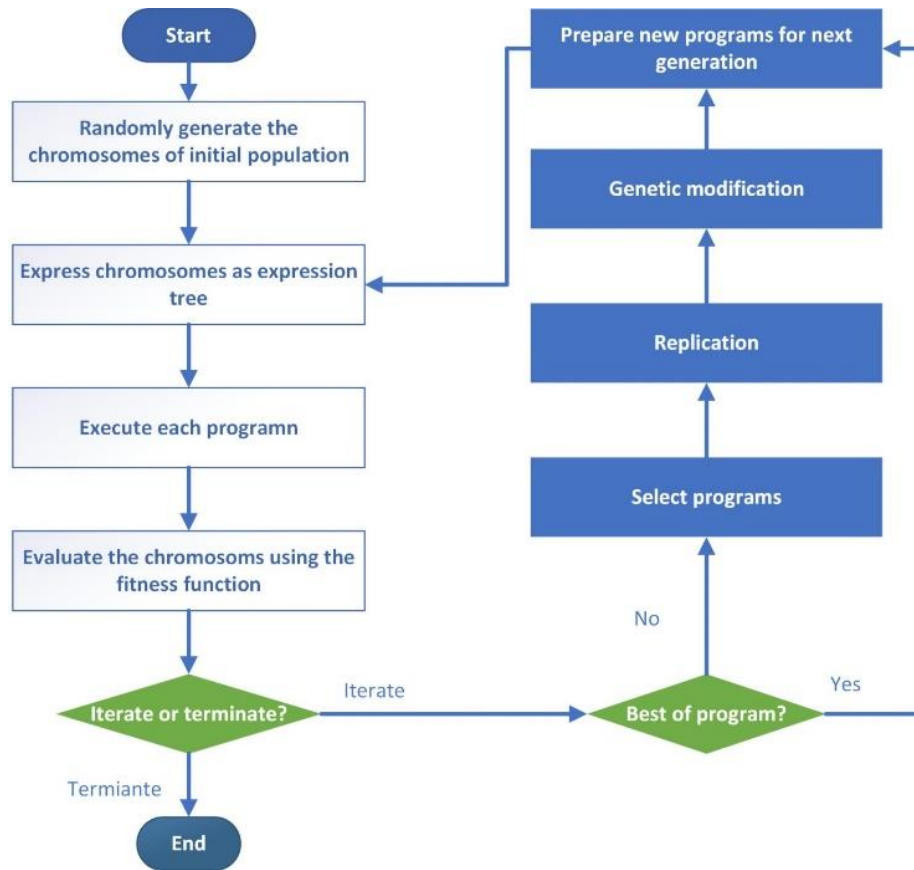 Start
Randomly generate the
chromosomes of initial population
Express chromosomes as expression
tree
Execute each programn
Evaluate the chromosoms using the
fitness function
Iterate or terminate?
Iterate
Termiante
End
Prepare new programs for next
generation
Genetic modification
Replication
Select programs
No
Best of program?
Yes